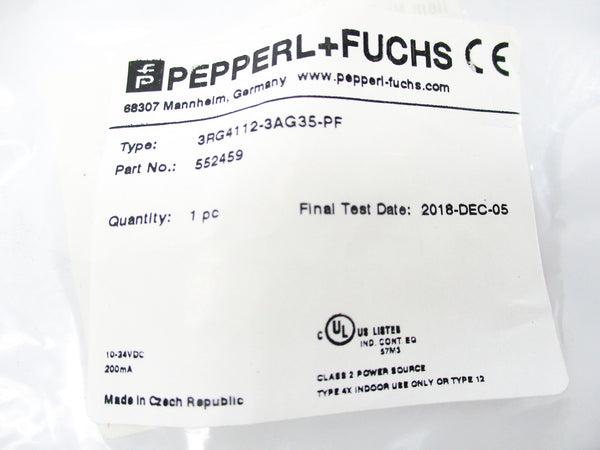 PEPPERL+FUCHS CE
68307 Mannheim, Germany www.pepperl-fuchs.com
Type: 3RG4112-3AG35-PF
Part No.: 552459
Quantity: 1 pc Final Test Date: 2018-DEC-05
C UL US LISTED
IND. CONT. EQ
57M3
10-34VDC
200mA
CLASS 2 POWER SOURCE
TYPE 4X INDOOR USE ONLY OR TYPE 12
Made in Czech Republic